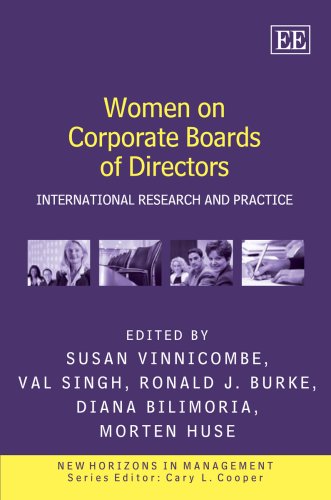 EE
Women on
Corporate Boards
of Directors
INTERNATIONAL RESEARCH AND PRACTICE
EDITED BY
SUSAN VINNICOMBE,
VAL SINGH, RONALD J. BURKE,
DIANA BILIMORIA,
MORTEN HUSE
NEW HORIZONS IN MANAGEMENT
Series Editor: Cary L. Cooper